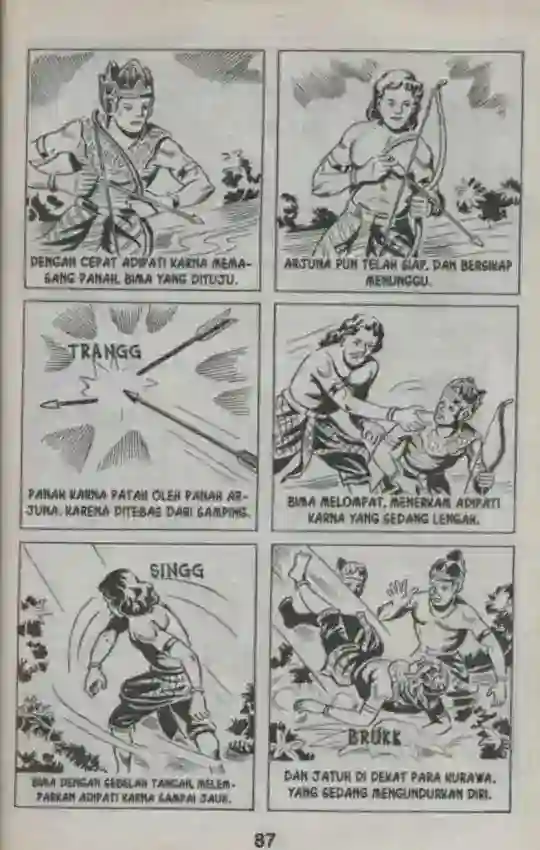 DENGAN CEPAT ADIPATI KARNA MEMA-
SANG PANAH. BIMA YANG DITUJU.
ARJUNA PUN TELAH SIAP. DAN BERSIKAP
MENUNGGU.
TRANGG
PANAH KARNA PATAH OLEH PANAH AR-
JUNA. KARENA DITEBAS DARI SAMPING.
BIMA MELOMPAT, MENERKAM ADIPATI
KARNA YANG SEDANG LENGAH.
SINGG
BIMA DENGAN SEBELAH TANGAN, MELEM-
PARKAN ADIPATI KARNA SAMPAI JAUH.
BRUKK
DAN JATUH DI DEKAT PARA KURAWA.
YANG SEDANG MENGUNDURKAN DIRI.
87